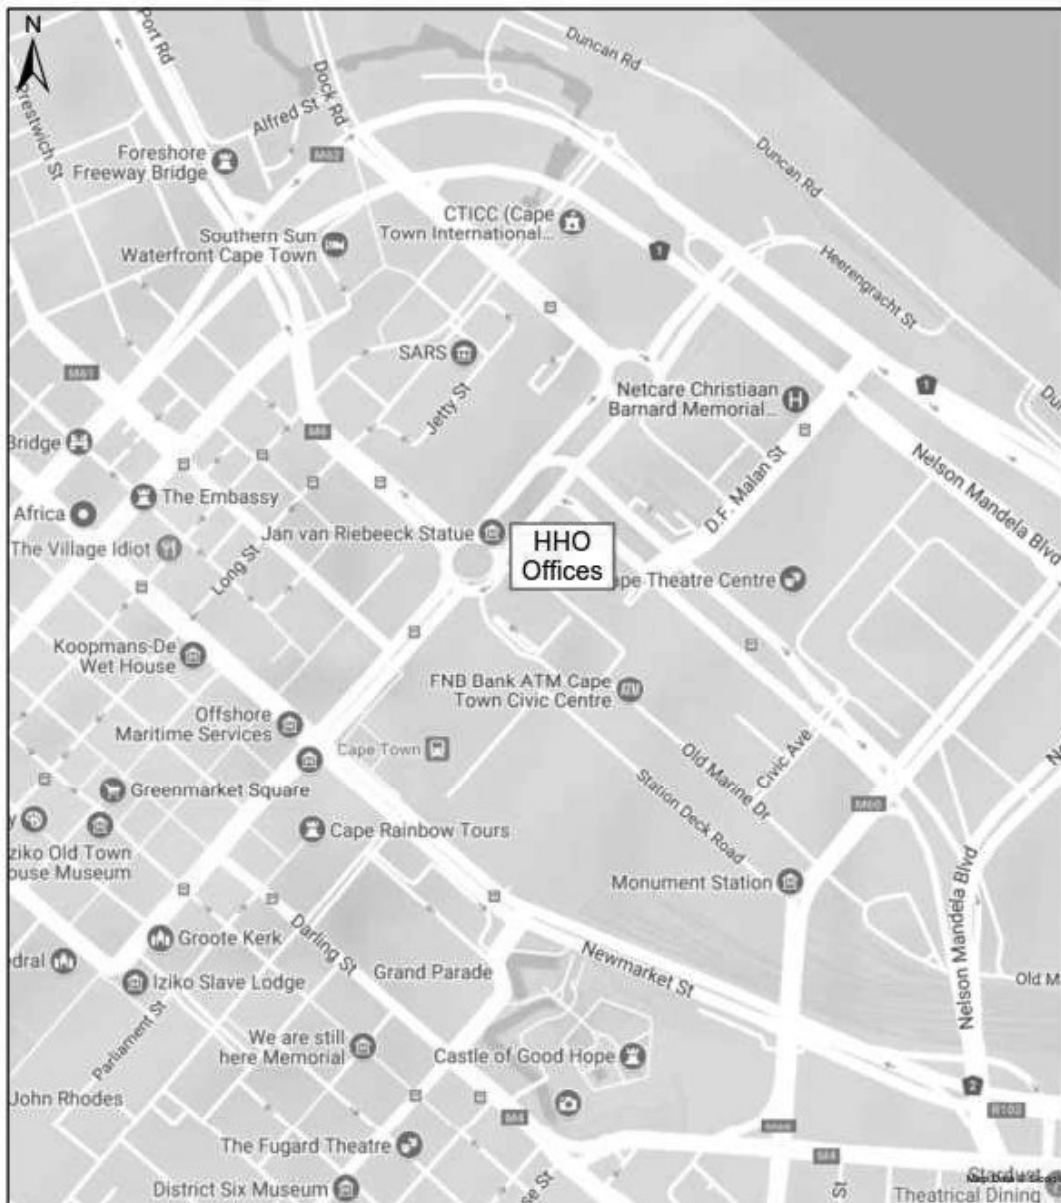 N
Port Rd
Prestwich St
Dock Rd
Alfred St
Duncan Rd
Foreshore
Freeway Bridge
M62
Duncan Rd
CTICC (Cape
Town International...
Southern Sun
Waterfront Cape Town
1
Heerengracht St
SARS
M61
Jetty St
Netcare Christiaan
Barnard Memorial...
H
1
M6
Bridge
Nelson Mandela Blvd
The Embassy
Africa
D.F. Malan St
Jan van Riebeeck Statue
HHO
Offices
The Village Idiot
Long St
ape Theatre Centre
Koopmans-De
Wet House
FNB Bank ATM Cape
Town Civic Centre
Offshore
Maritime Services
Cape Town
Old Marine Dr
Civic Ave
Greenmarket Square
Station Deck Road
M60
Cape Rainbow Tours
y
ziko Old Town
ouse Museum
Monument Station
Nelson Mandela Blvd
Darling St
Groote Kerk
Newmarket St
dral
Grand Parade
Iziko Slave Lodge
Old M
Parliament St
We are still
here Memorial
Castle of Good Hope
2
John Rhodes
R102
M4
The Fugard Theatre
M4
St
District Six Museum
se St
Theatrical Dining